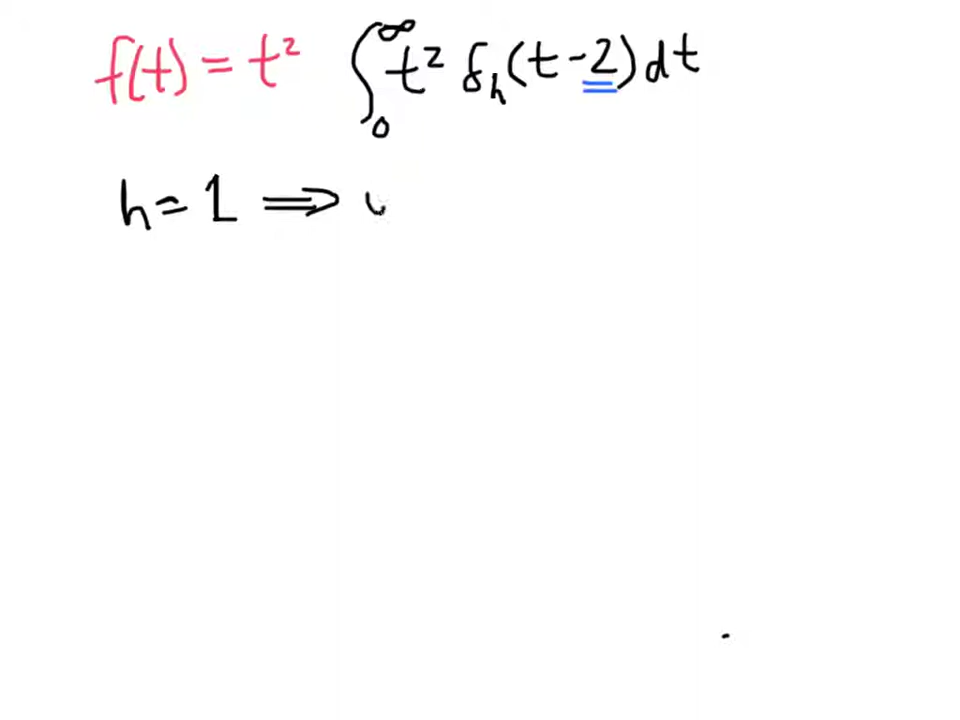 f(t) = t² ∫₀^∞ t² δₕ(t-2)dt
h = 1 ⟹